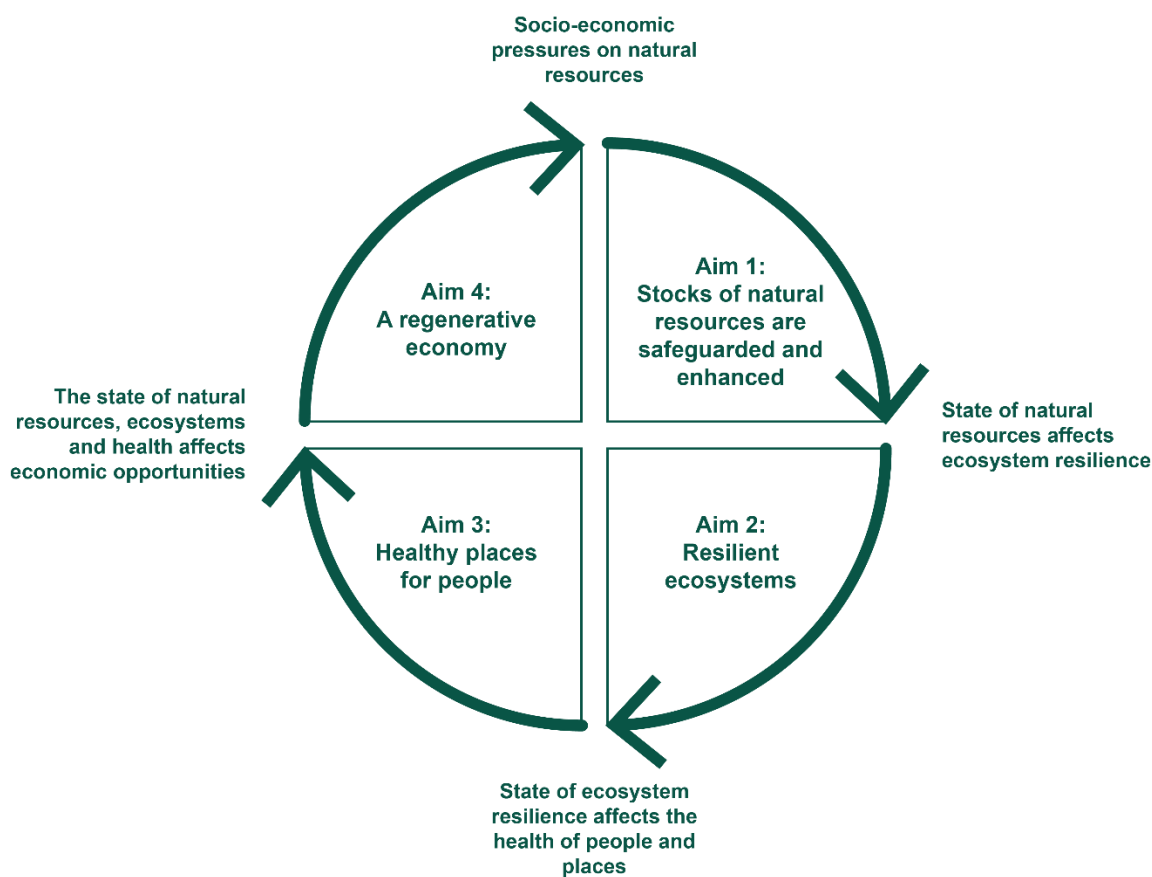 Socio-economic
pressures on natural
resources
Aim 4:
A regenerative
economy
Aim 1:
Stocks of natural
resources are
safeguarded and
enhanced
The state of natural
resources, ecosystems
and health affects
economic opportunities
State of natural
resources affects
ecosystem resilience
Aim 3:
Healthy places
for people
Aim 2:
Resilient
ecosystems
State of ecosystem
resilience affects the
health of people and
places